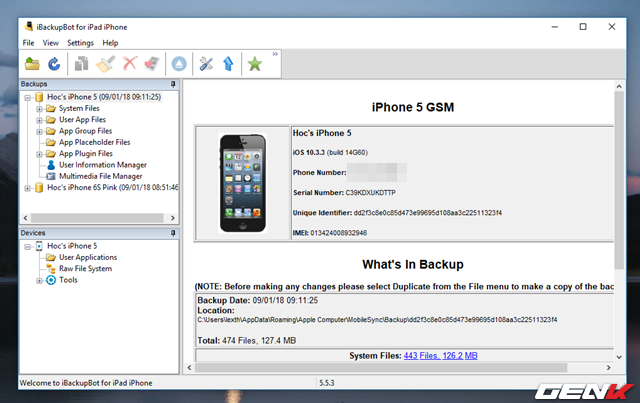 iBackupBot for iPad iPhone
File View Settings Help
»
Backups
Hoc's iPhone 5 (09/01/18 09:11:25)
System Files
User App Files
App Group Files
App Placeholder Files
App Plugin Files
User Information Manager
Multimedia File Manager
Hoc's iPhone 6S Pink (09/01/18 08:51:46
Devices
Hoc's iPhone 5
User Applications
Raw File System
Tools
iPhone 5 GSM
Hoc's iPhone 5
iOS 10.3.3 (build 14G60)
Phone Number:
Serial Number: C39KDXUKDTTP
Unique Identifier: dd2f3c8e0c85d473e99695d108aa3c22511323f4
IMEI: 013424008932946
What's In Backup
(NOTE: Before making any changes please select Duplicate from the File menu to make a copy of the bac
Backup Date: 09/01/18 09:11:25
Location:
C:\Users\lexth\AppData\Roaming\Apple Computer\MobileSync\Backup\dd2f3c8e0c85d473e99695d108aa3c22511323f4
Total: 474 Files, 127.4 MB
System Files: 443 Files, 126.2 MB
Welcome to iBackupBot for iPad iPhone 5.5.3
GENK